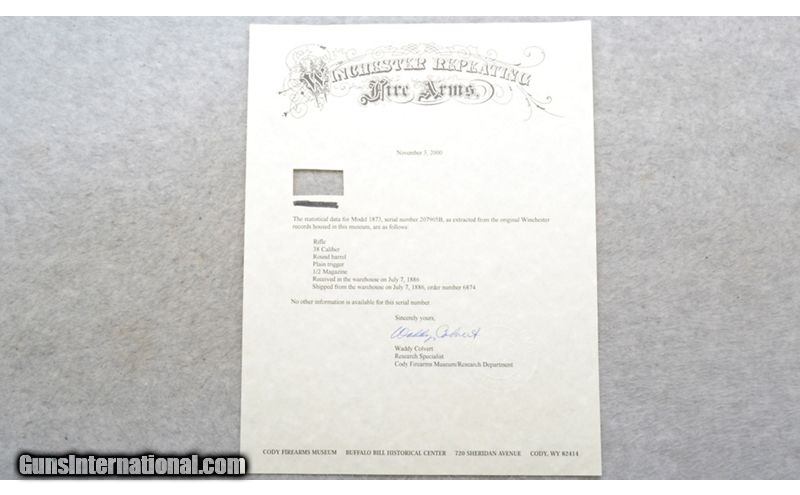 WINCHESTER REPEATING
Fire Arms.
November 3, 2000
The statistical data for Model 1873, serial number 207905B, as extracted from the original Winchester
records housed in this museum, are as follows:
Rifle
38 Caliber
Round barrel
Plain trigger
1/2 Magazine
Received in the warehouse on July 7, 1886
Shipped from the warehouse on July 7, 1886, order number 6874
No other information is available for this serial number
Sincerely yours,
Waddy Colvert
Waddy Colvert
Research Specialist
Cody Firearms Museum/Research Department
CODY FIREARMS MUSEUM BUFFALO BILL HISTORICAL CENTER 720 SHERIDAN AVENUE CODY, WY 82414
GunsInternational.com